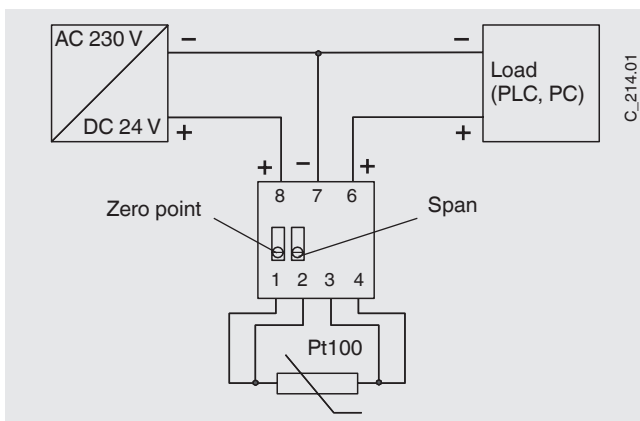 AC 230 V
−
−
DC 24 V
+
Load
(PLC, PC)
+
C_214.01
+
−
+
8 7 6
Zero point
Span
1 2 3 4
Pt100